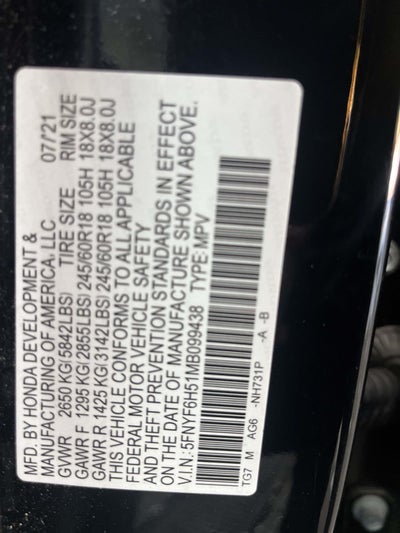 MFD. BY HONDA DEVELOPMENT &
MANUFACTURING OF AMERICA, LLC 07/21
GVWR 2650 KG(5842LBS) TIRE SIZE RIM SIZE
GAWR F 1295 KG(2855LBS) 245/60R18 105H 18X8.0J
GAWR R 1425 KG(3142LBS) 245/60R18 105H 18X8.0J
THIS VEHICLE CONFORMS TO ALL APPLICABLE
FEDERAL MOTOR VEHICLE SAFETY
AND THEFT PREVENTION STANDARDS IN EFFECT
ON THE DATE OF MANUFACTURE SHOWN ABOVE.
V.I.N.:5FNYF6H51MB099438 TYPE:MPV
TG7 M AG6 -NH731P -A -B